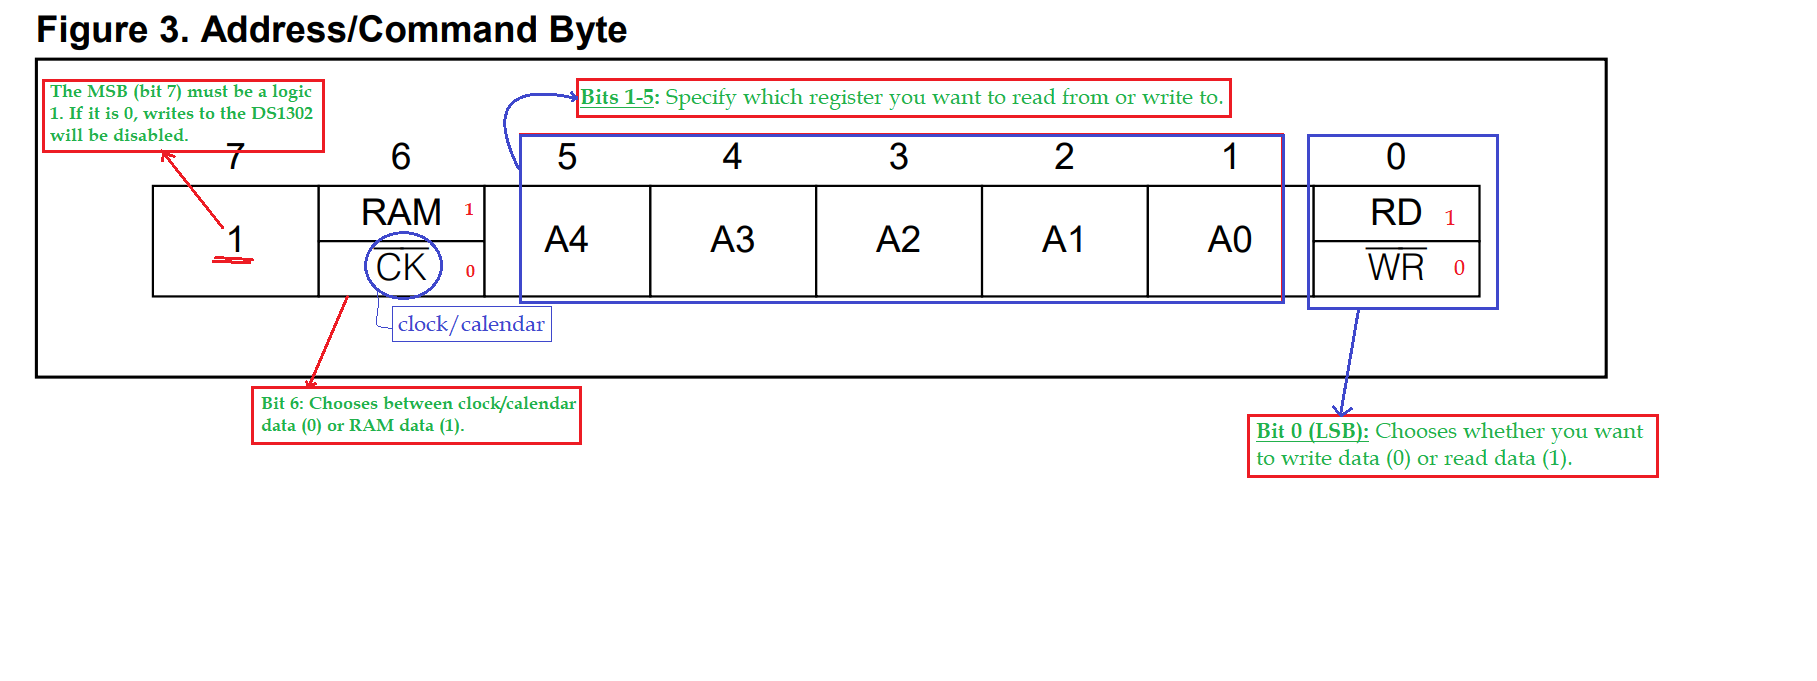 Figure 3. Address/Command Byte
The MSB (bit 7) must be a logic
1. If it is 0, writes to the DS1302
will be disabled.
Bits 1-5: Specify which register you want to read from or write to.
7 6 5 4 3 2 1 0
1
RAM 1
CK 0
A4 A3 A2 A1 A0
RD 1
WR 0
clock/calendar
Bit 6: Chooses between clock/calendar
data (0) or RAM data (1).
Bit 0 (LSB): Chooses whether you want
to write data (0) or read data (1).